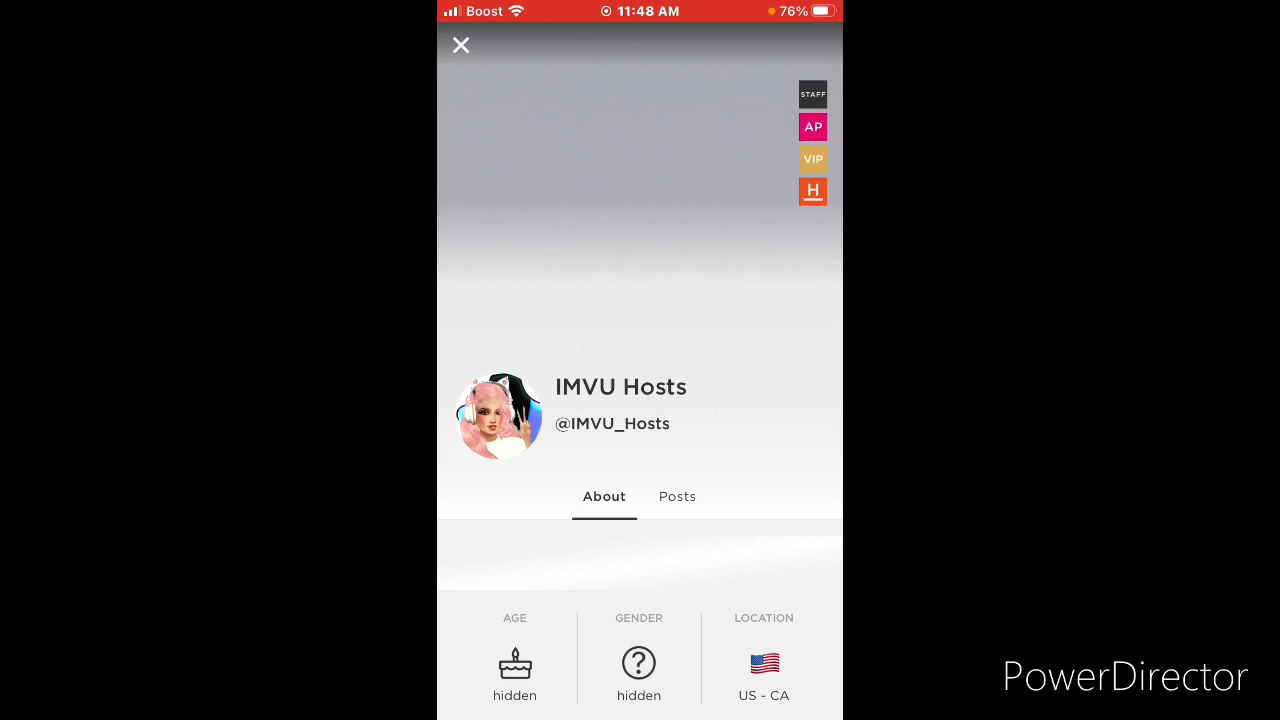 Boost 11:48 AM 76%
STAFF
AP
VIP
H
IMVU Hosts
@IMVU_Hosts
About Posts
AGE GENDER LOCATION
hidden hidden US - CA
PowerDirector